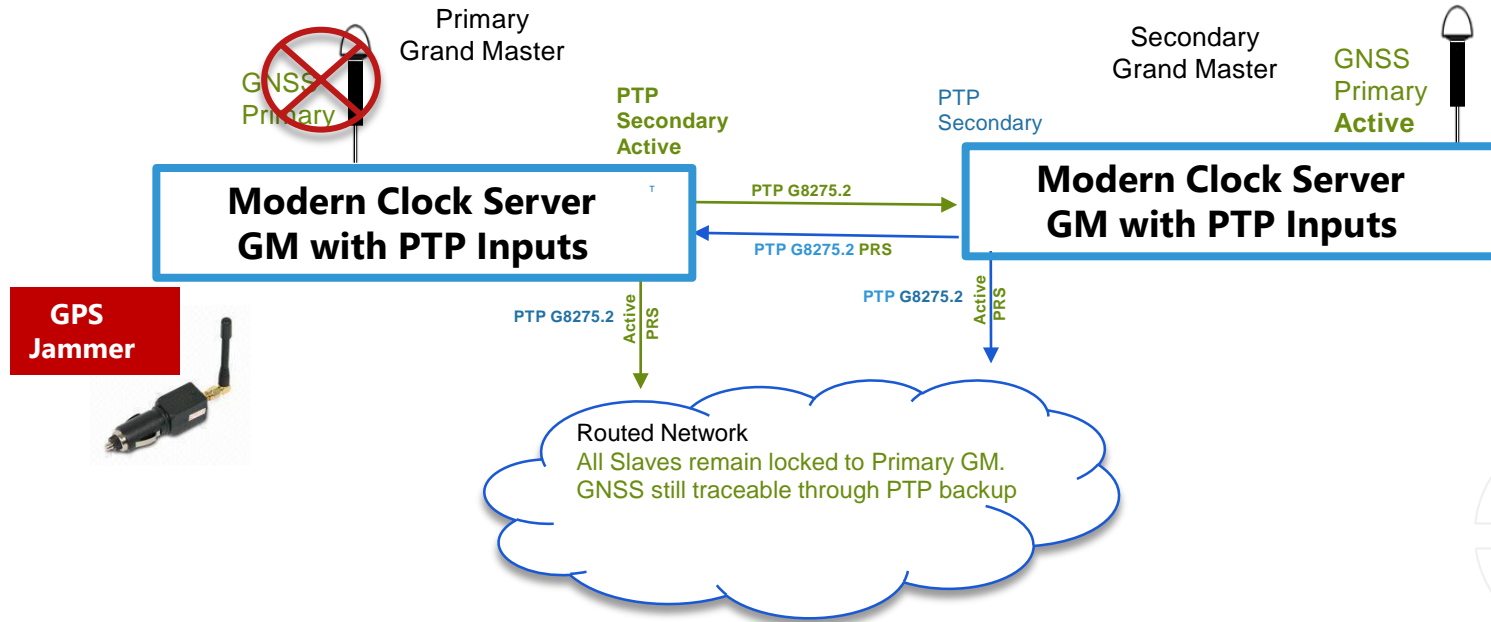 Primary
Grand Master
GNSS
Primary
PTP
Secondary
Active
PTP
Secondary
Secondary
Grand Master
GNSS
Primary
Active
Modern Clock Server
GM with PTP Inputs
T
PTP G8275.2
PTP G8275.2 PRS
Modern Clock Server
GM with PTP Inputs
GPS
Jammer
PTP G8275.2
Active
PRS
PTP G8275.2
Active
PRS
Routed Network
All Slaves remain locked to Primary GM.
GNSS still traceable through PTP backup